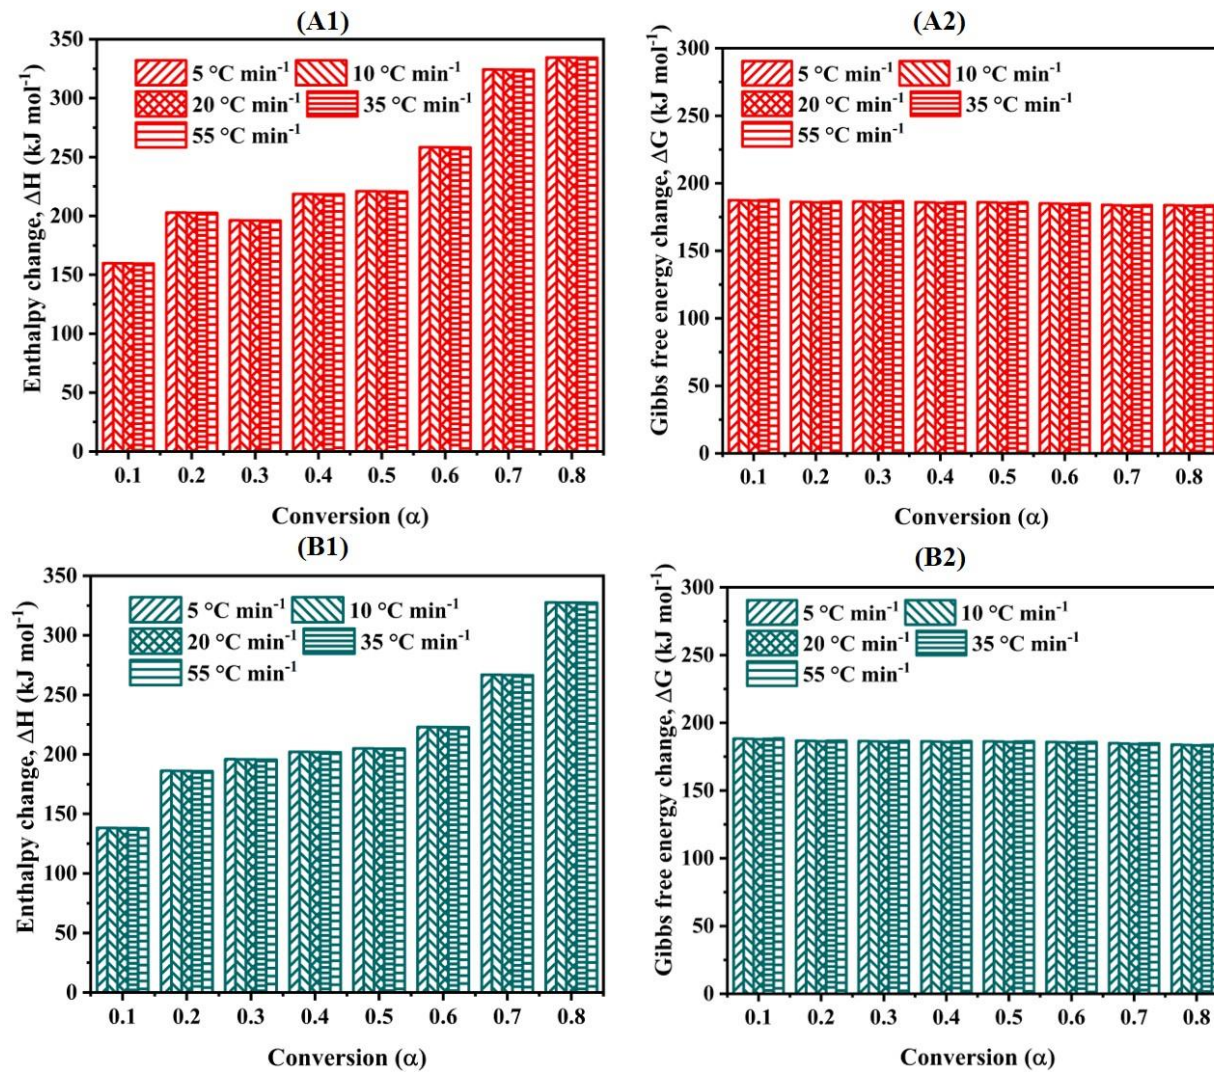 (A1)
Enthalpy change, ΔH (kJ mol⁻¹)
350
300
250
200
150
100
50
0
5 °C min⁻¹ 10 °C min⁻¹
20 °C min⁻¹ 35 °C min⁻¹
55 °C min⁻¹
0.1 0.2 0.3 0.4 0.5 0.6 0.7 0.8
Conversion (α)
(A2)
Gibbs free energy change, ΔG (kJ mol⁻¹)
300
250
200
150
100
50
0
5 °C min⁻¹ 10 °C min⁻¹
20 °C min⁻¹ 35 °C min⁻¹
55 °C min⁻¹
0.1 0.2 0.3 0.4 0.5 0.6 0.7 0.8
Conversion (α)
(B1)
Enthalpy change, ΔH (kJ mol⁻¹)
350
300
250
200
150
100
50
0
5 °C min⁻¹ 10 °C min⁻¹
20 °C min⁻¹ 35 °C min⁻¹
55 °C min⁻¹
0.1 0.2 0.3 0.4 0.5 0.6 0.7 0.8
Conversion (α)
(B2)
Gibbs free energy change, ΔG (kJ mol⁻¹)
300
250
200
150
100
50
0
5 °C min⁻¹ 10 °C min⁻¹
20 °C min⁻¹ 35 °C min⁻¹
55 °C min⁻¹
0.1 0.2 0.3 0.4 0.5 0.6 0.7 0.8
Conversion (α)